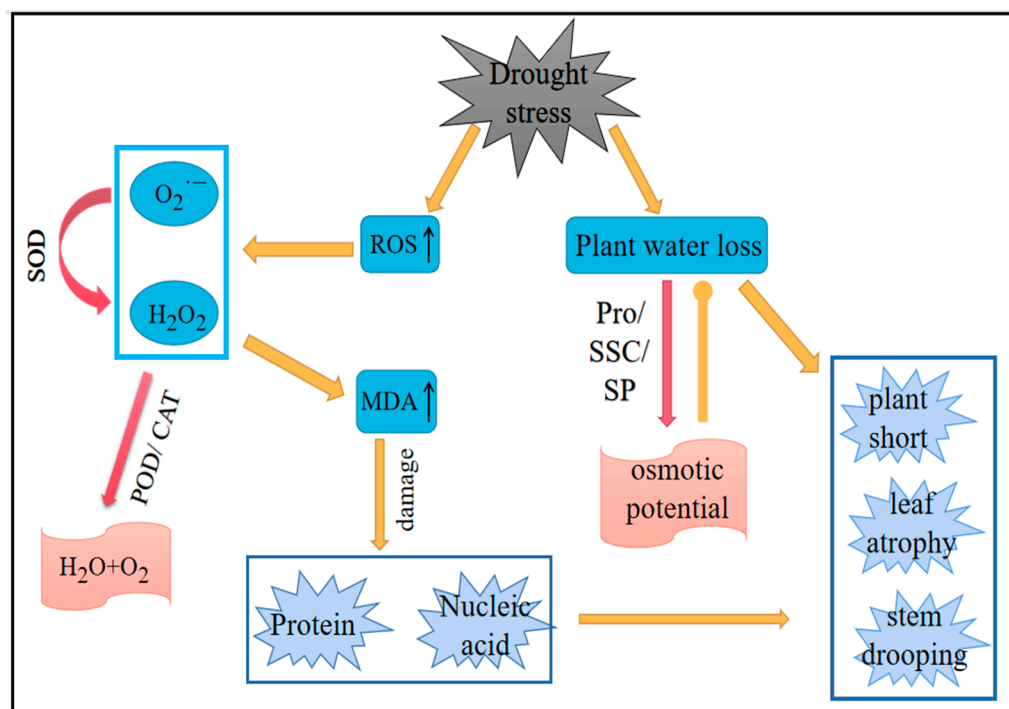 Drought
stress
O₂˙⁻
SOD
H₂O₂
ROS
Plant water loss
Pro/
SSC/
SP
MDA
POD/ CAT
damage
H₂O+O₂
osmotic
potential
plant
short
leaf
atrophy
stem
drooping
Protein
Nucleic
acid